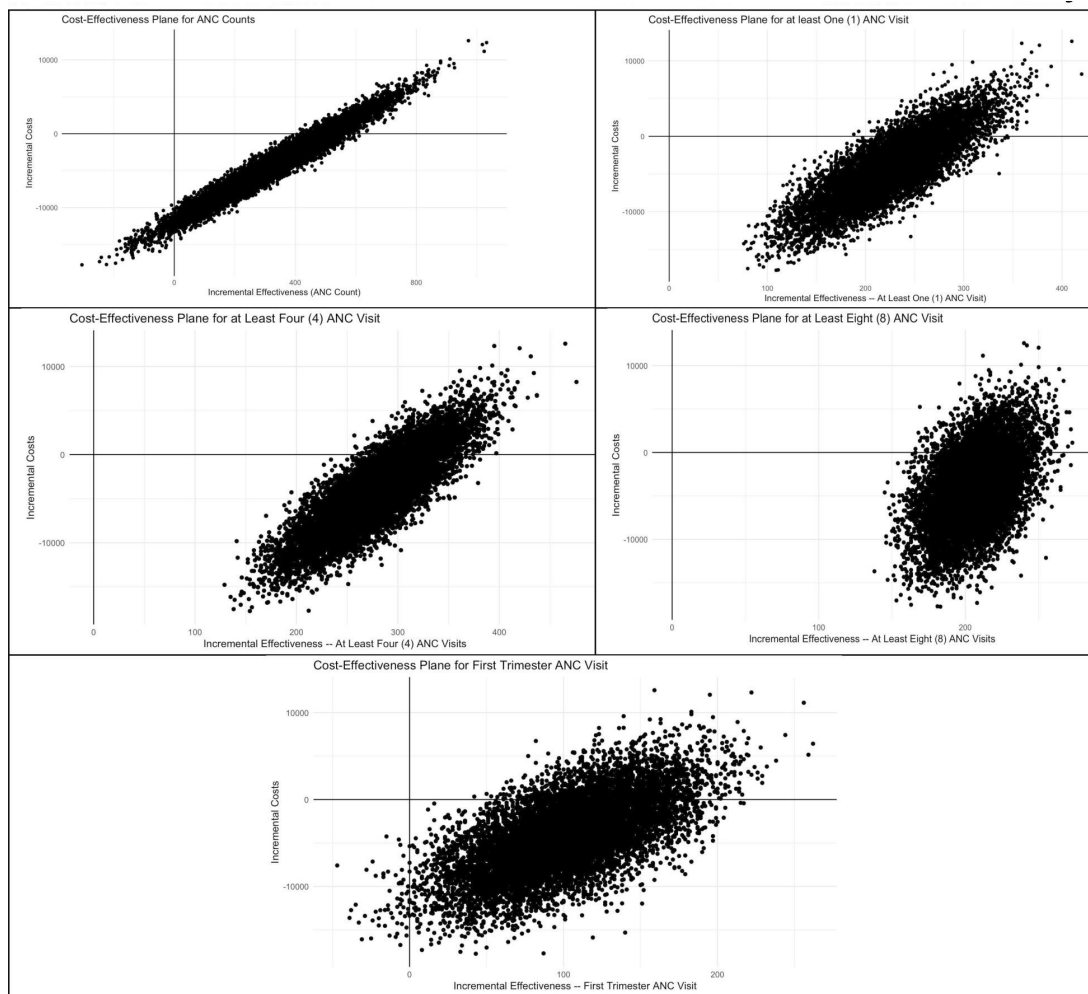 Cost-Effectiveness Plane for ANC Counts
10000
0
-10000
Incremental Costs
0 400 800
Incremental Effectiveness (ANC Count)
Cost-Effectiveness Plane for at least One (1) ANC Visit
10000
0
-10000
Incremental Costs
0 100 200 300 400
Incremental Effectiveness -- At Least One (1) ANC Visit)
Cost-Effectiveness Plane for at Least Four (4) ANC Visit
10000
0
-10000
Incremental Costs
0 100 200 300 400
Incremental Effectiveness -- At Least Four (4) ANC Visits
Cost-Effectiveness Plane for at Least Eight (8) ANC Visit
10000
0
-10000
Incremental Costs
0 100 200
Incremental Effectiveness -- At Least Eight (8) ANC Visits
Cost-Effectiveness Plane for First Trimester ANC Visit
10000
0
-10000
Incremental Costs
0 100 200
Incremental Effectiveness -- First Trimester ANC Visit